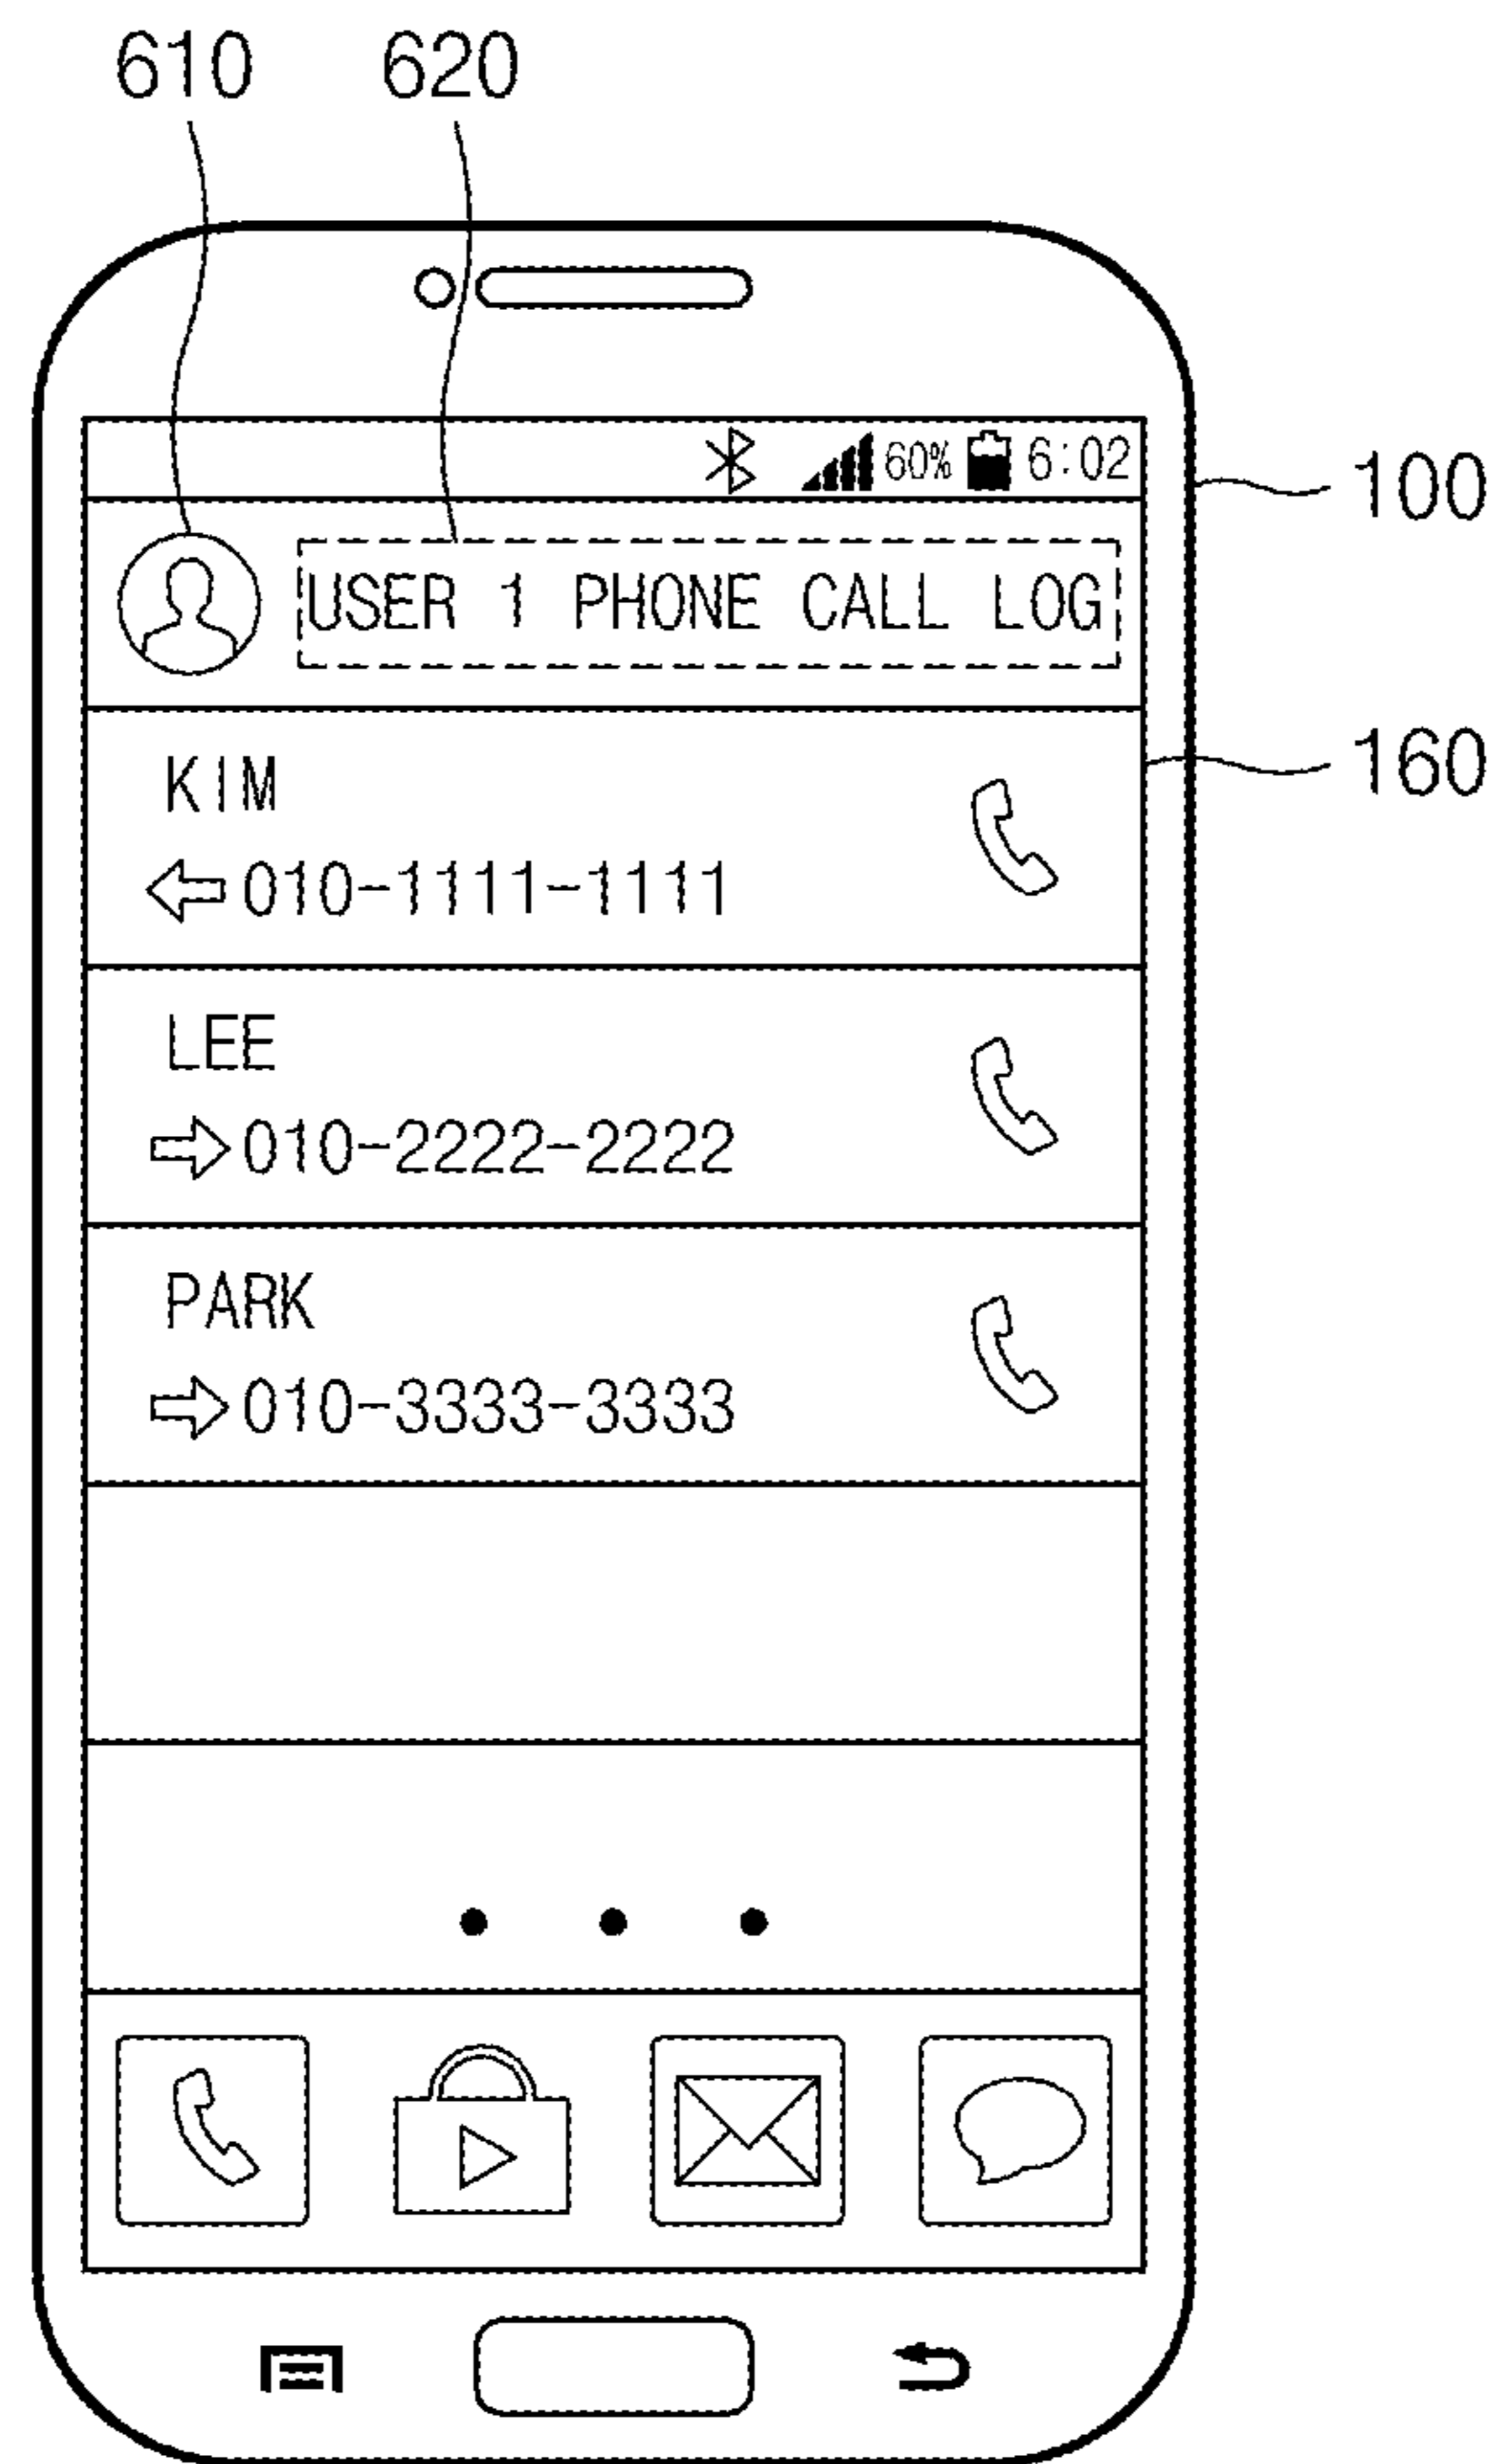 610 620
60% 6:02
100
USER 1 PHONE CALL LOG
160
KIM
010-1111-1111
LEE
010-2222-2222
PARK
010-3333-3333